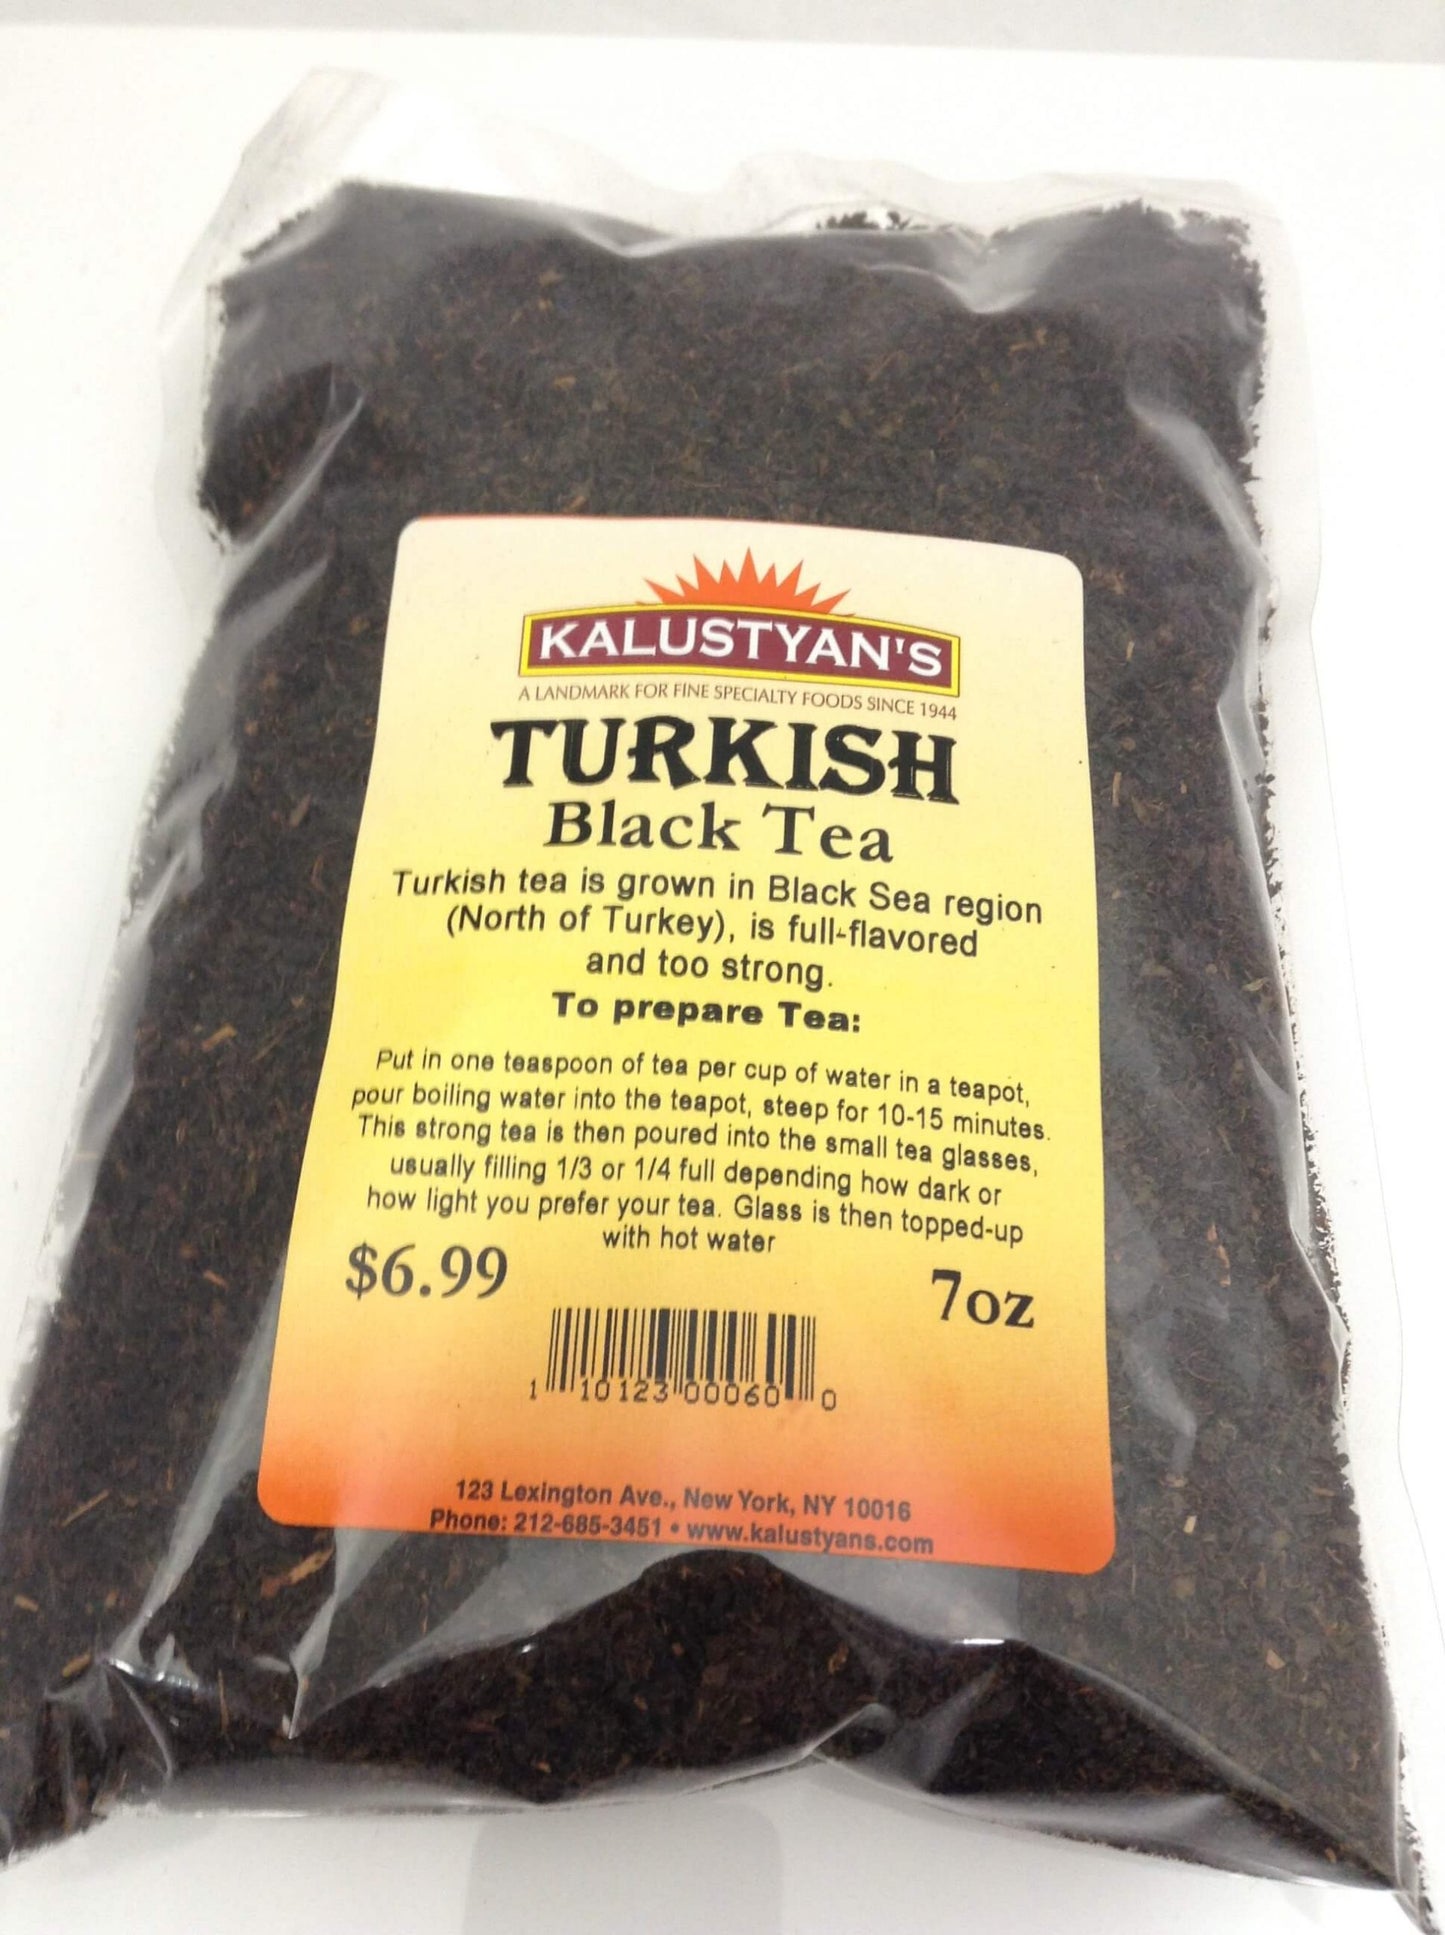 KALUSTYAN'S
A LANDMARK FOR FINE SPECIALTY FOODS SINCE 1944
TURKISH
Black Tea
Turkish tea is grown in Black Sea region
(North of Turkey), is full-flavored
and too strong.
To prepare Tea:
Put in one teaspoon of tea per cup of water in a teapot,
pour boiling water into the teapot, steep for 10-15 minutes.
This strong tea is then poured into the small tea glasses,
usually filling 1/3 or 1/4 full depending how dark or
how light you prefer your tea. Glass is then topped-up
with hot water
$6.99
7oz
1 10123 00060 0
123 Lexington Ave., New York, NY 10016
Phone: 212-685-3451 • www.kalustyans.com